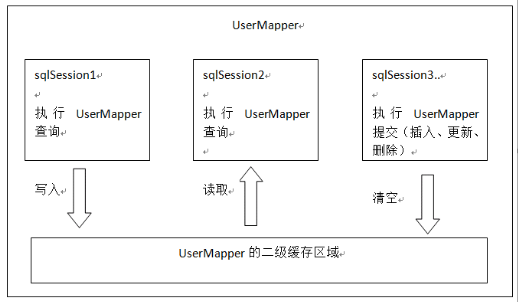 UserMapper
sqlSession1
执行 UserMapper
查询
sqlSession2
执行 UserMapper
查询
sqlSession3..
执行 UserMapper
提交（插入、更新、
删除）
写入
读取
清空
UserMapper 的二级缓存区域